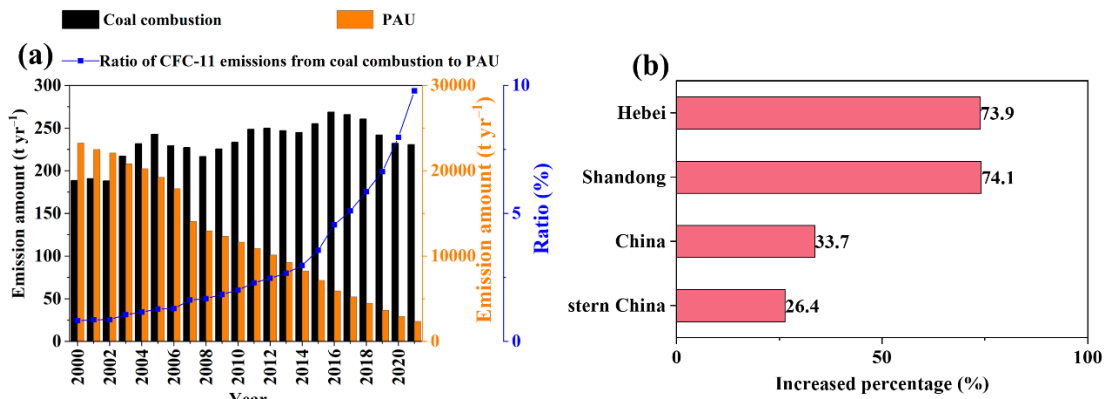 Coal combustion
PAU
(a)
Ratio of CFC-11 emissions from coal combustion to PAU
300
250
200
150
100
50
0
Emission amount (t yr⁻¹)
30000
20000
10000
0
Emission amount (t yr⁻¹)
10
5
0
Ratio (%)
2000
2002
2004
2006
2008
2010
2012
2014
2016
2018
2020
Year
(b)
Hebei
73.9
Shandong
74.1
China
33.7
stern China
26.4
0
50
100
Increased percentage (%)